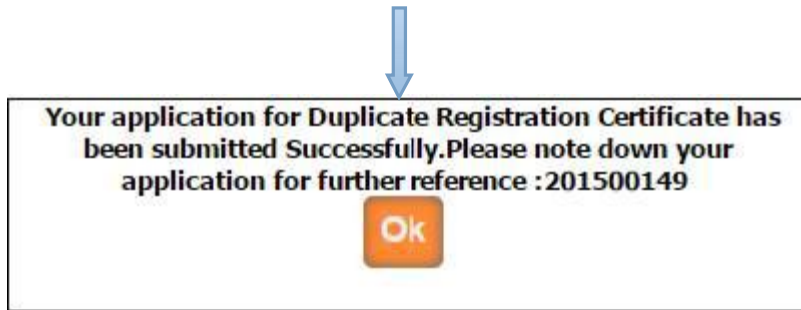 Your application for Duplicate Registration Certificate has
been submitted Successfully.Please note down your
application for further reference :201500149
Ok